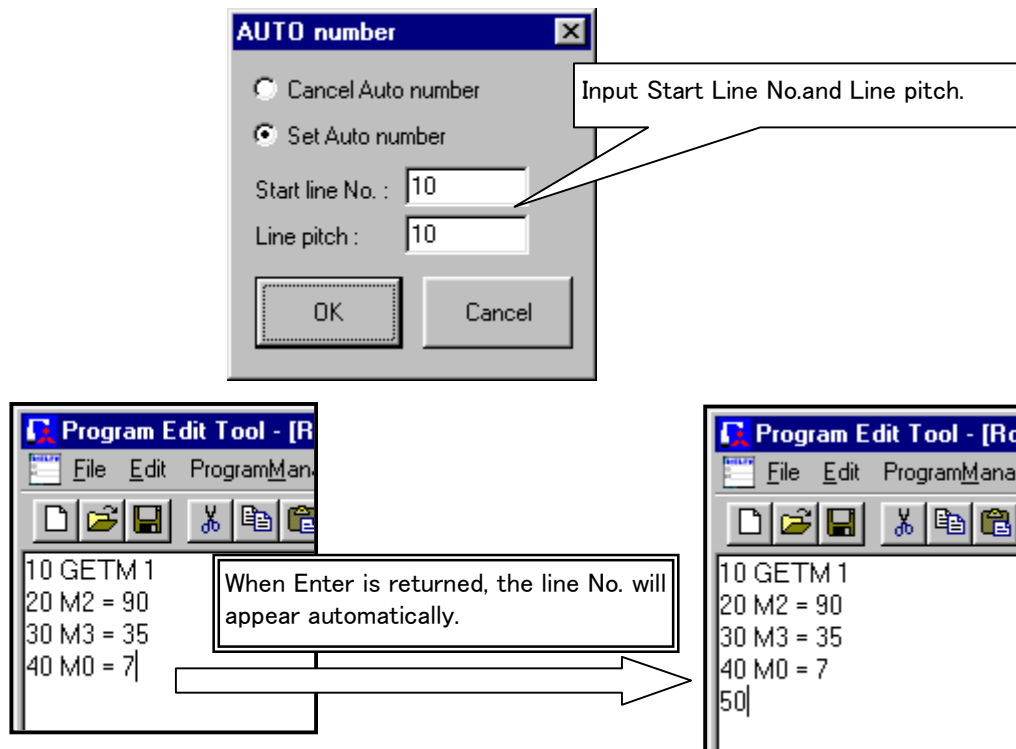 AUTO number
Cancel Auto number
Input Start Line No.and Line pitch.
Set Auto number
Start line No. : 10
Line pitch : 10
OK Cancel
Program Edit Tool - [R
File Edit ProgramMan
10 GETM 1
20 M2 = 90
30 M3 = 35
40 M0 = 7
When Enter is returned, the line No. will
appear automatically.
Program Edit Tool - [Ro
File Edit ProgramMana
10 GETM 1
20 M2 = 90
30 M3 = 35
40 M0 = 7
50